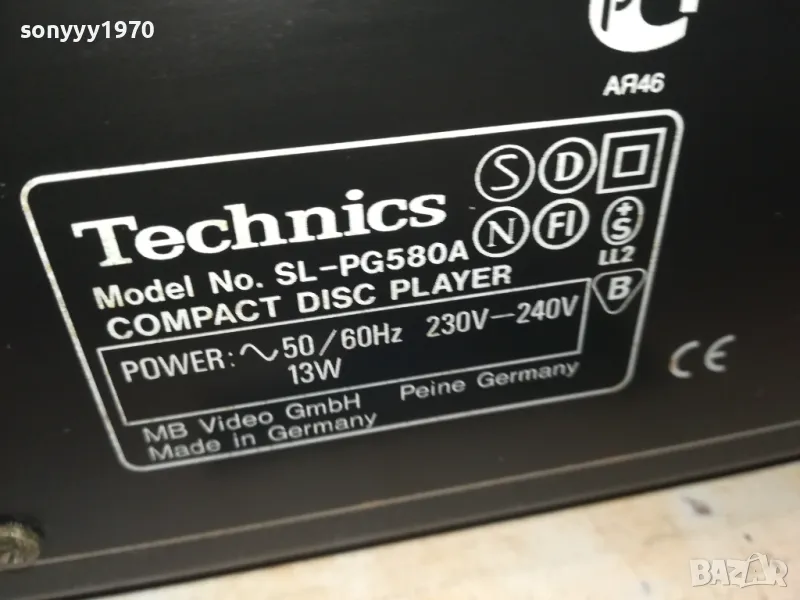 sonyyy1970
АЯ46
Technics
Model No. SL-PG580A
COMPACT DISC PLAYER
S D
N FI +S
LL2
B
POWER: ∿50/60Hz 230V—240V
13W
MB Video GmbH Peine Germany
Made in Germany
CE
BAZAR